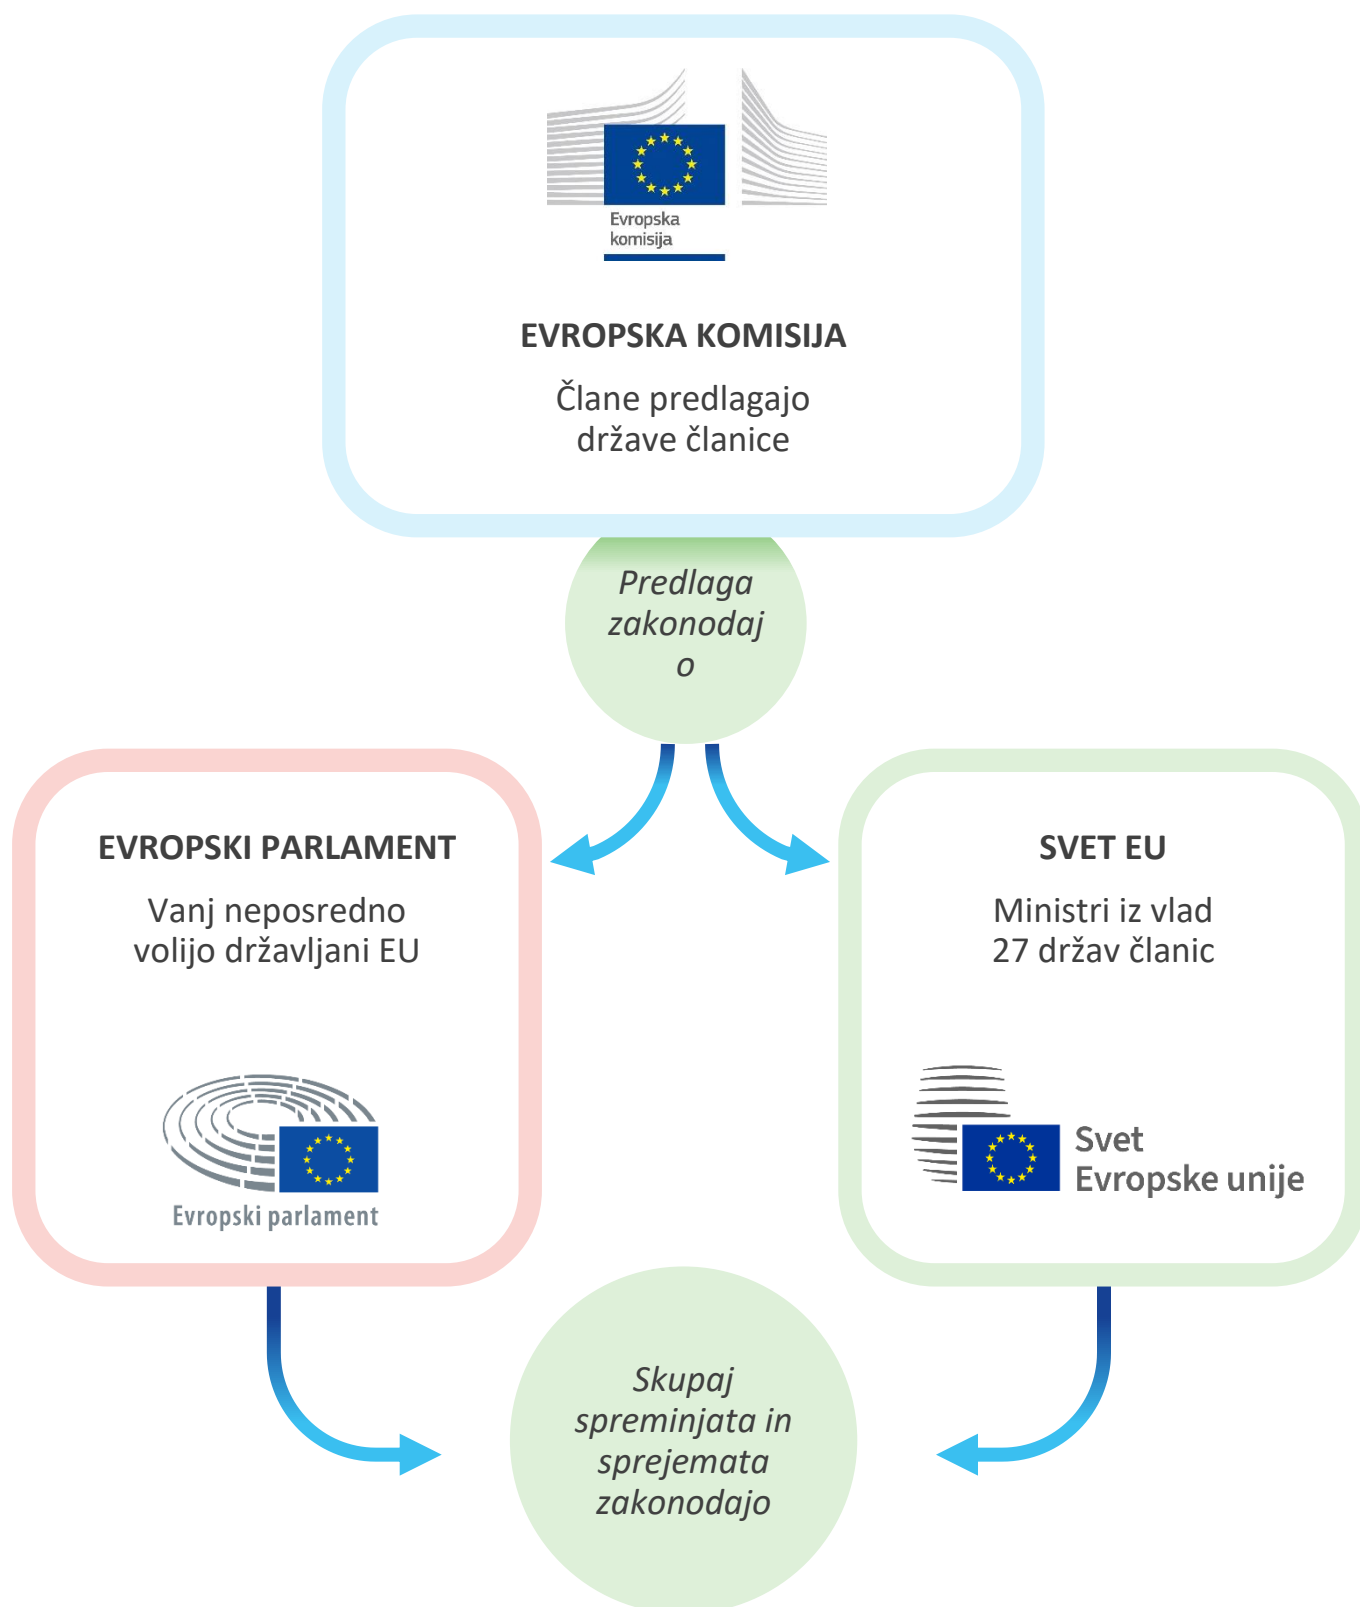 Evropska
komisija
EVROPSKA KOMISIJA
Člane predlagajo
države članice
Predlaga
zakonodaj
o
EVROPSKI PARLAMENT
Vanj neposredno
volijo državljani EU
Evropski parlament
SVET EU
Ministri iz vlad
27 držav članic
Svet
Evropske unije
Skupaj
spreminjata in
sprejemata
zakonodajo